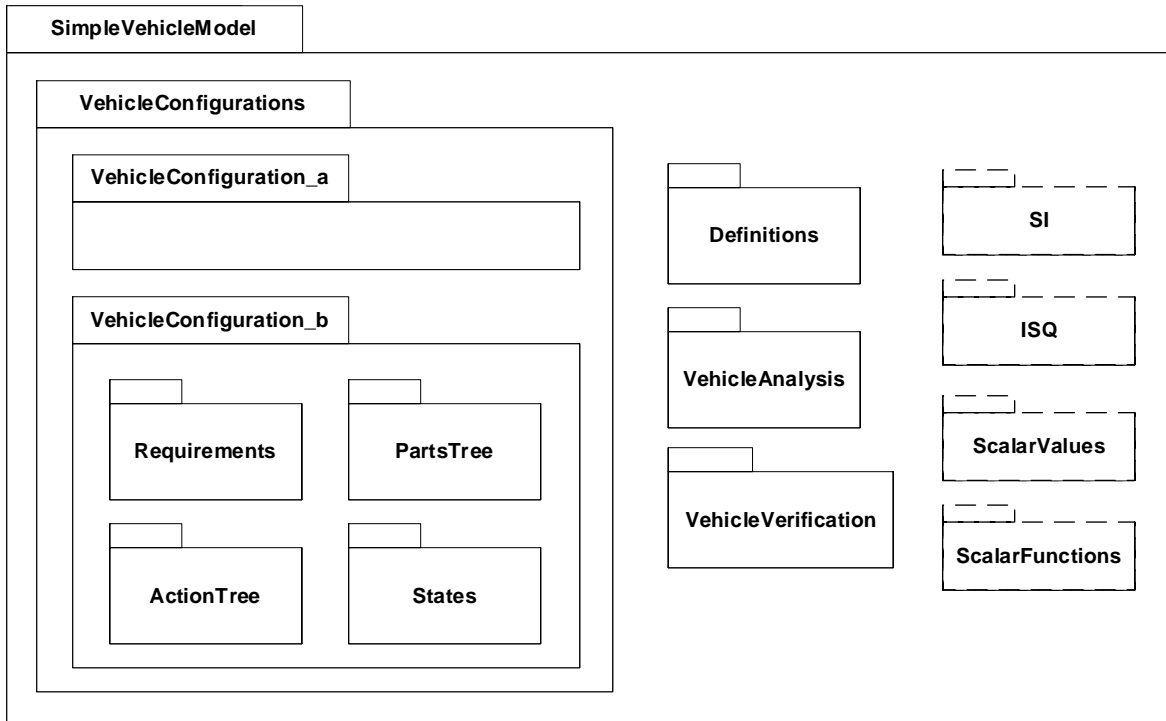 SimpleVehicleModel
VehicleConfigurations
VehicleConfiguration_a
VehicleConfiguration_b
Requirements
PartsTree
ActionTree
States
Definitions
VehicleAnalysis
VehicleVerification
SI
ISQ
ScalarValues
ScalarFunctions